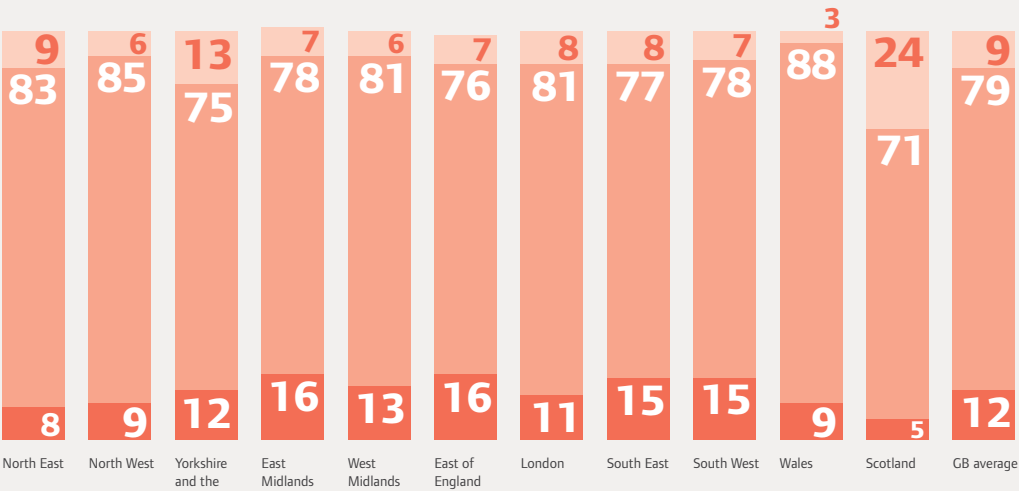 9 6 13 7 6 7 8 8 7 3 24 9
83 85 75 78 81 76 81 77 78 88 71 79
8 9 12 16 13 16 11 15 15 9 5 12
North East
North West
Yorkshire
and the
East
Midlands
West
Midlands
East of
England
London
South East
South West
Wales
Scotland
GB average